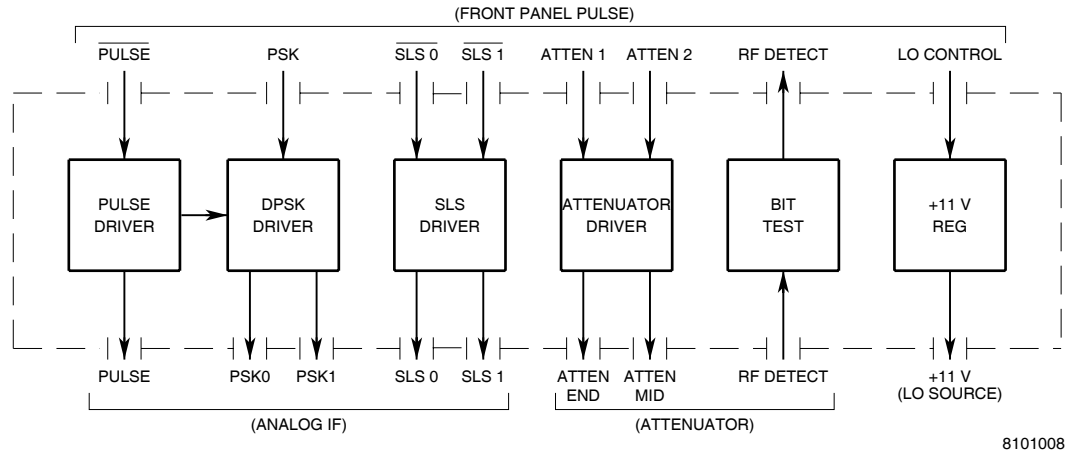 (FRONT PANEL PULSE)
PULSE PSK SLS 0 SLS 1 ATTEN 1 ATTEN 2 RF DETECT LO CONTROL
PULSE
DRIVER
DPSK
DRIVER
SLS
DRIVER
ATTENUATOR
DRIVER
BIT
TEST
+11 V
REG
PULSE PSK0 PSK1 SLS 0 SLS 1
ATTEN
END
ATTEN
MID
RF DETECT
+11 V
(LO SOURCE)
(ANALOG IF) (ATTENUATOR)
8101008